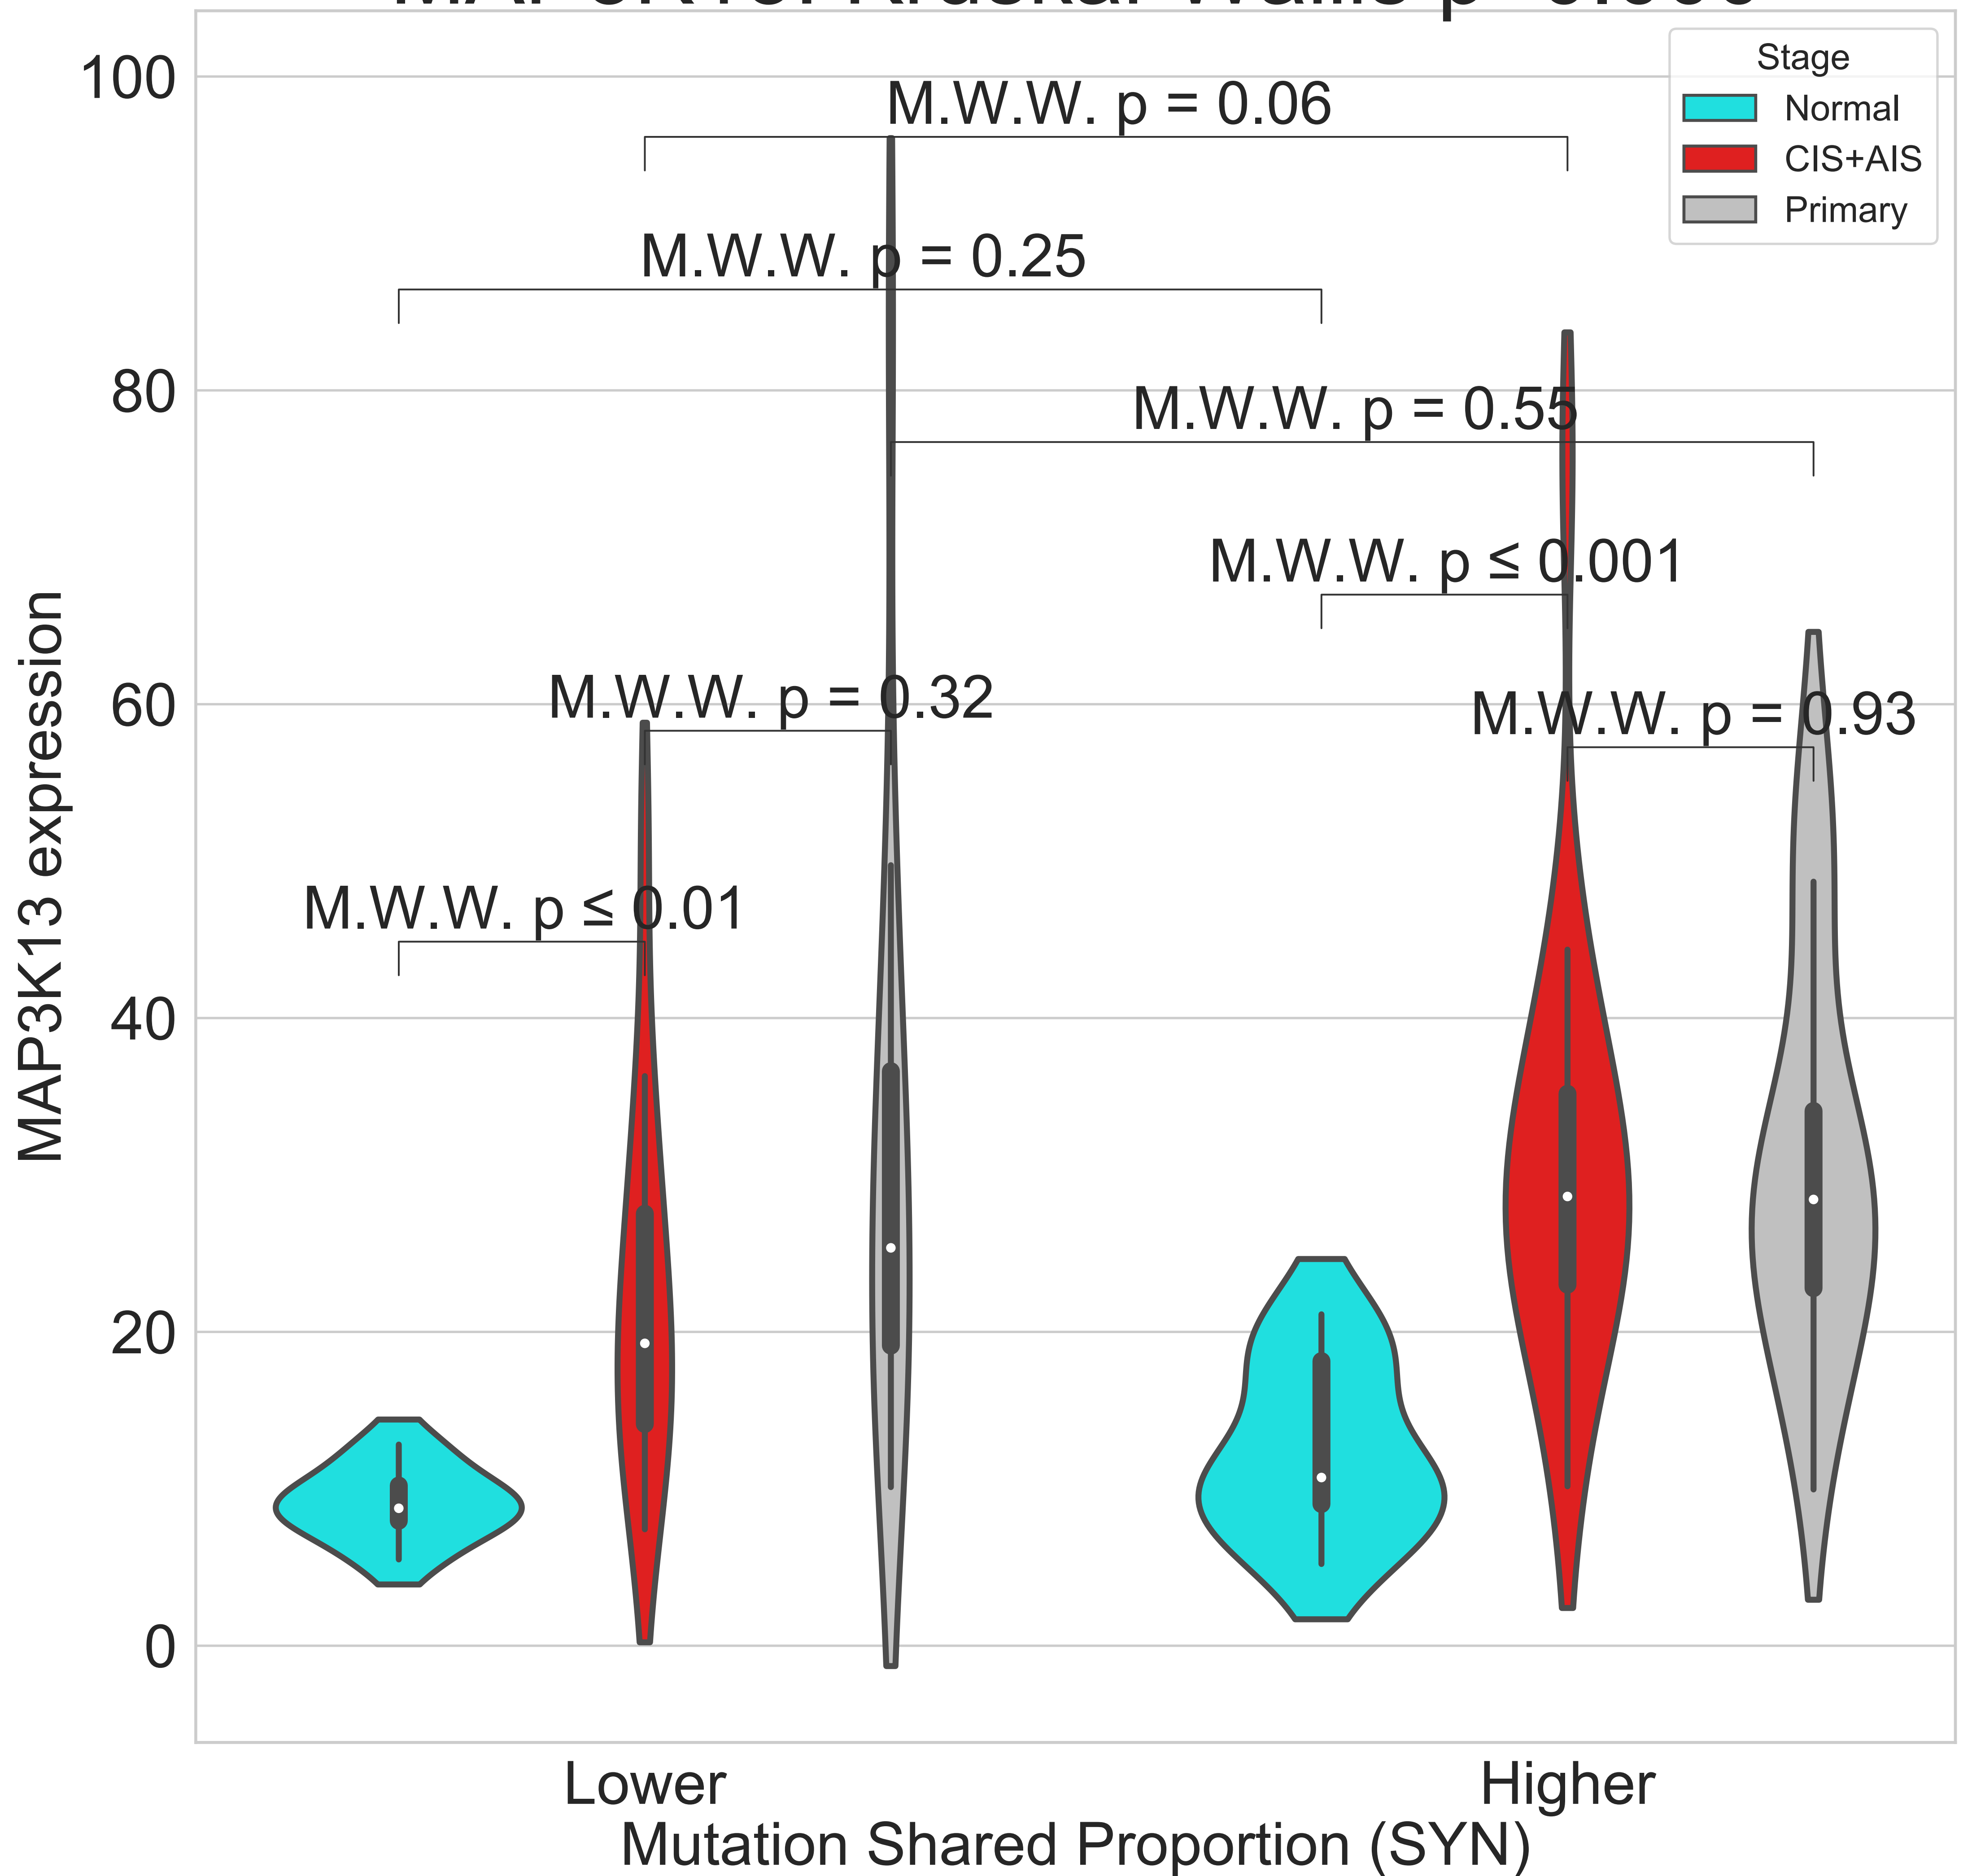 Stage
Normal
CIS+AIS
Primary
100
80
60
40
20
0
MAP3K13 expression
M.W.W. p = 0.06
M.W.W. p = 0.25
M.W.W. p = 0.55
M.W.W. p ≤ 0.001
M.W.W. p = 0.32
M.W.W. p = 0.93
M.W.W. p ≤ 0.01
Lower
Higher
Mutation Shared Proportion (SYN)